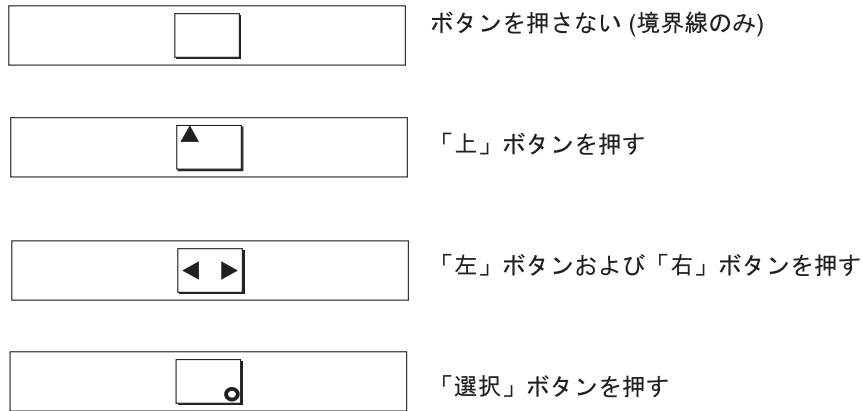 ボタンを押さない (境界線のみ)
「上」ボタンを押す
「左」ボタンおよび「右」ボタンを押す
「選択」ボタンを押す